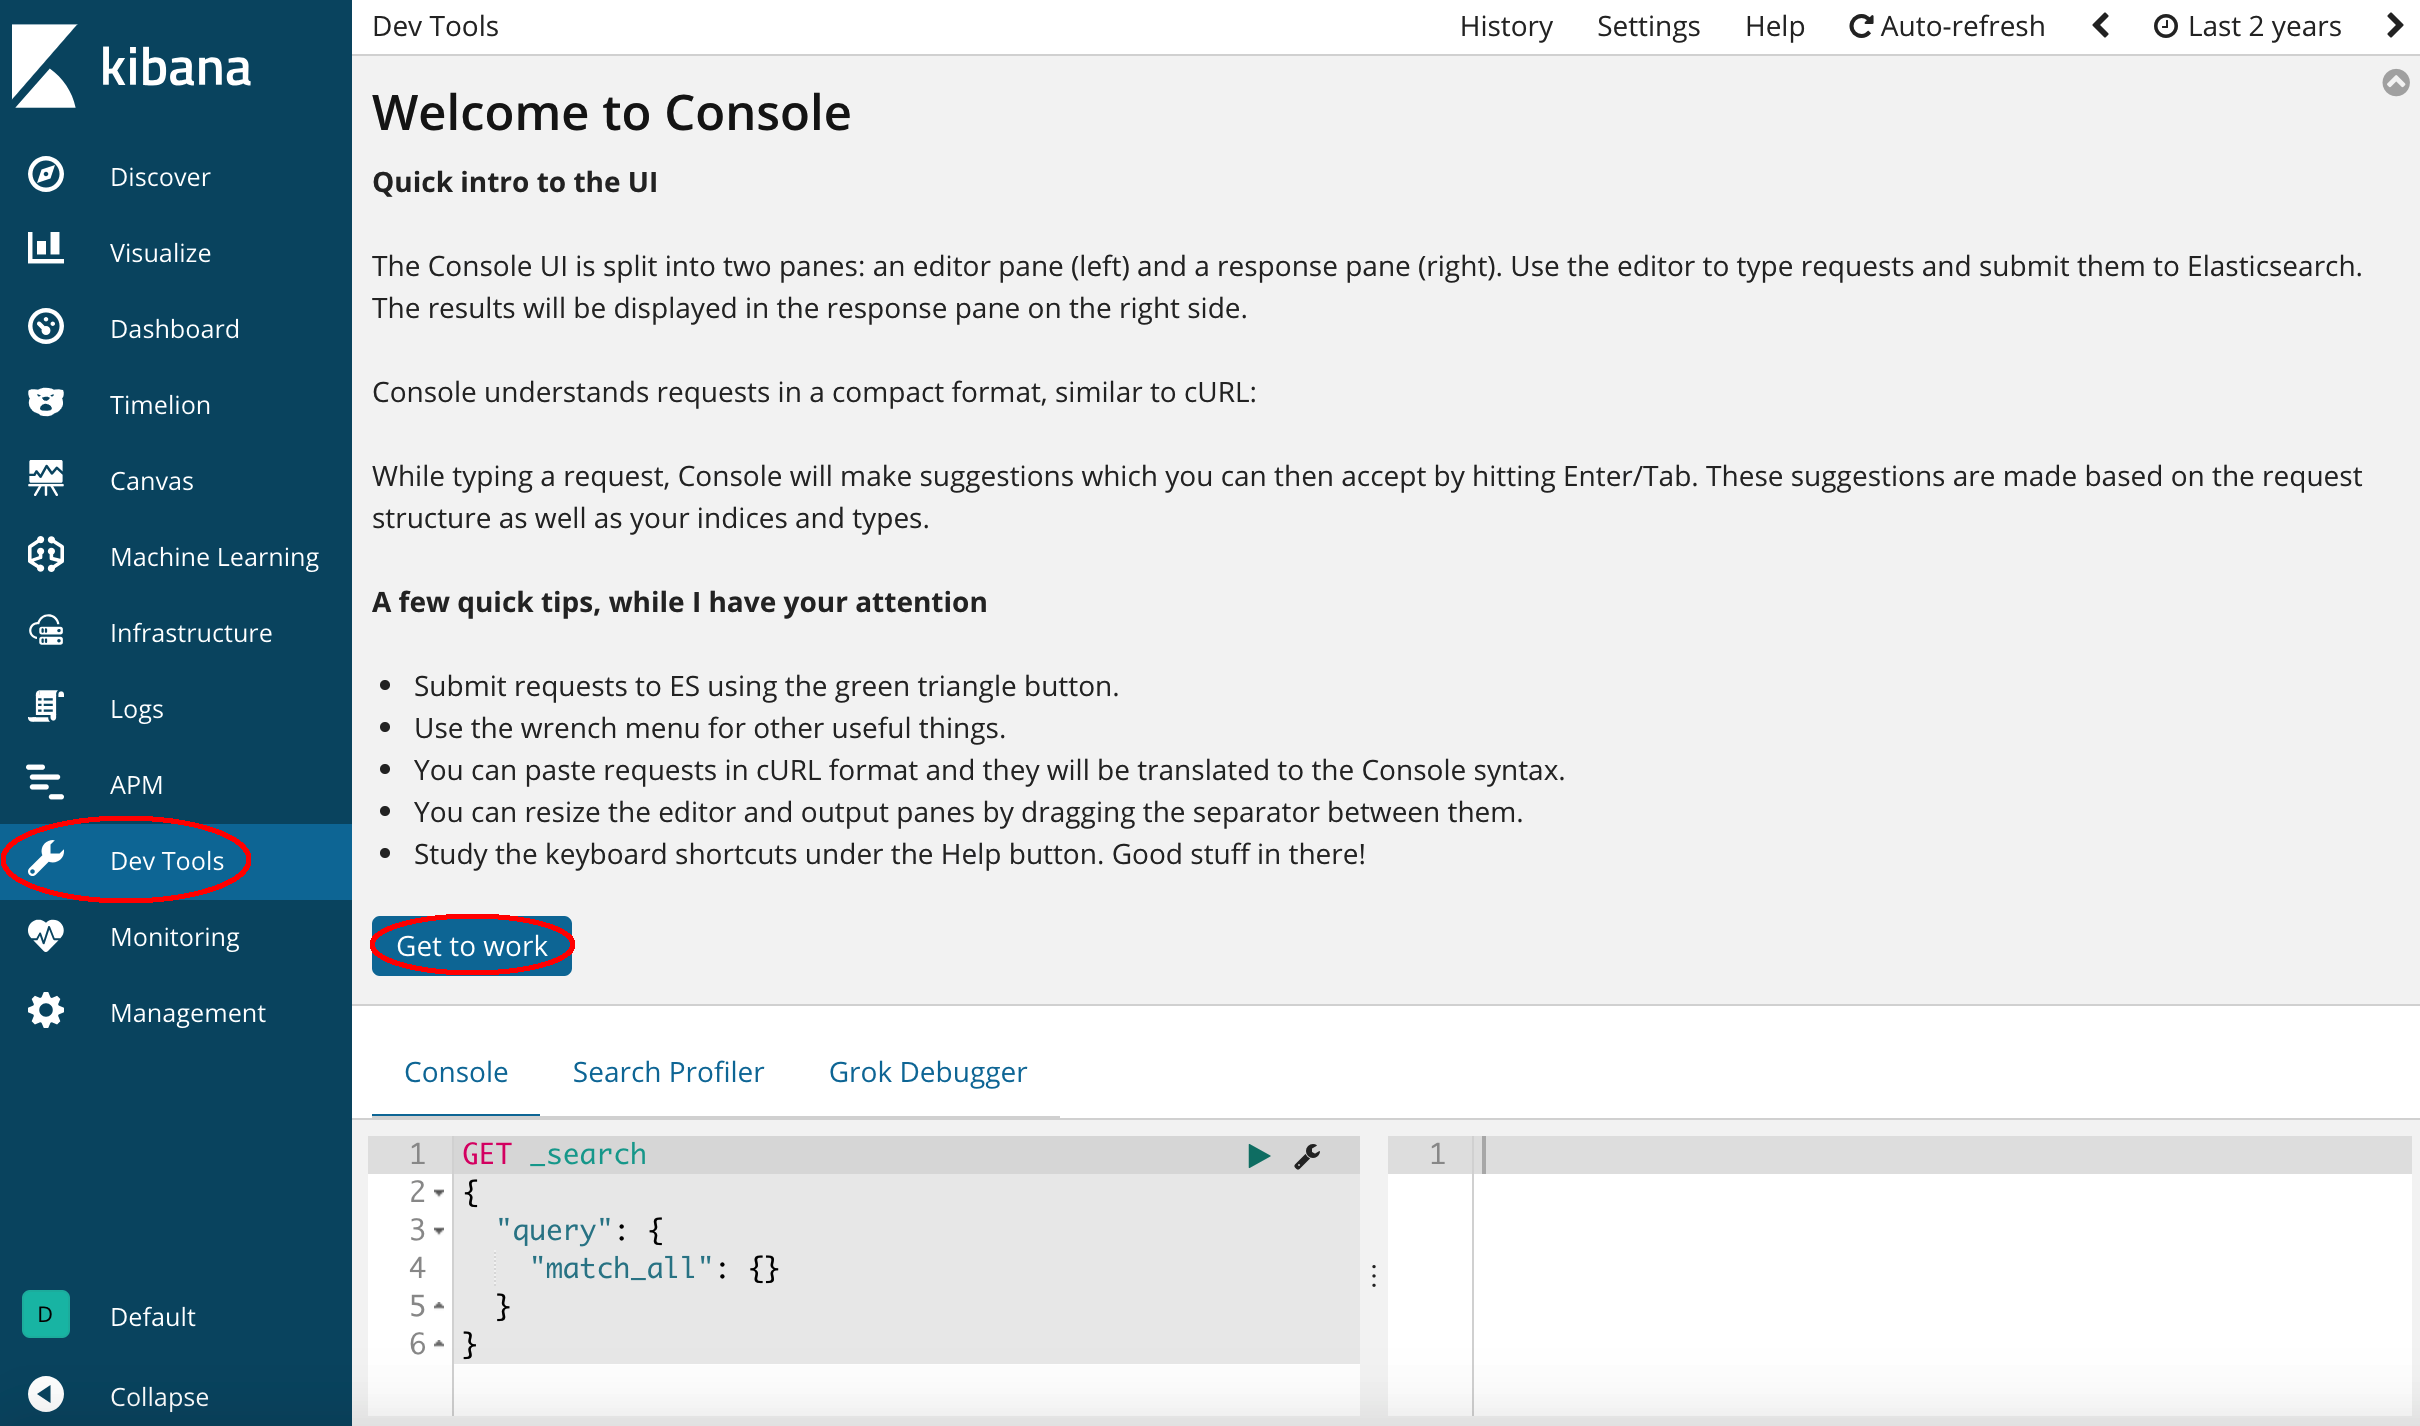 kibana
Discover
Visualize
Dashboard
Timelion
Canvas
Machine Learning
Infrastructure
Logs
APM
Dev Tools
Monitoring
Management
D
Default
Collapse
Dev Tools
History
Settings
Help
Auto-refresh
Last 2 years
Welcome to Console
Quick intro to the UI
The Console UI is split into two panes: an editor pane (left) and a response pane (right). Use the editor to type requests and submit them to Elasticsearch.
The results will be displayed in the response pane on the right side.
Console understands requests in a compact format, similar to cURL:
While typing a request, Console will make suggestions which you can then accept by hitting Enter/Tab. These suggestions are made based on the request
structure as well as your indices and types.
A few quick tips, while I have your attention
• Submit requests to ES using the green triangle button.
• Use the wrench menu for other useful things.
• You can paste requests in cURL format and they will be translated to the Console syntax.
• You can resize the editor and output panes by dragging the separator between them.
• Study the keyboard shortcuts under the Help button. Good stuff in there!
Get to work
Console
Search Profiler
Grok Debugger
1 GET _search
2 {
3 "query": {
4 "match_all": {}
5 }
6 }
1